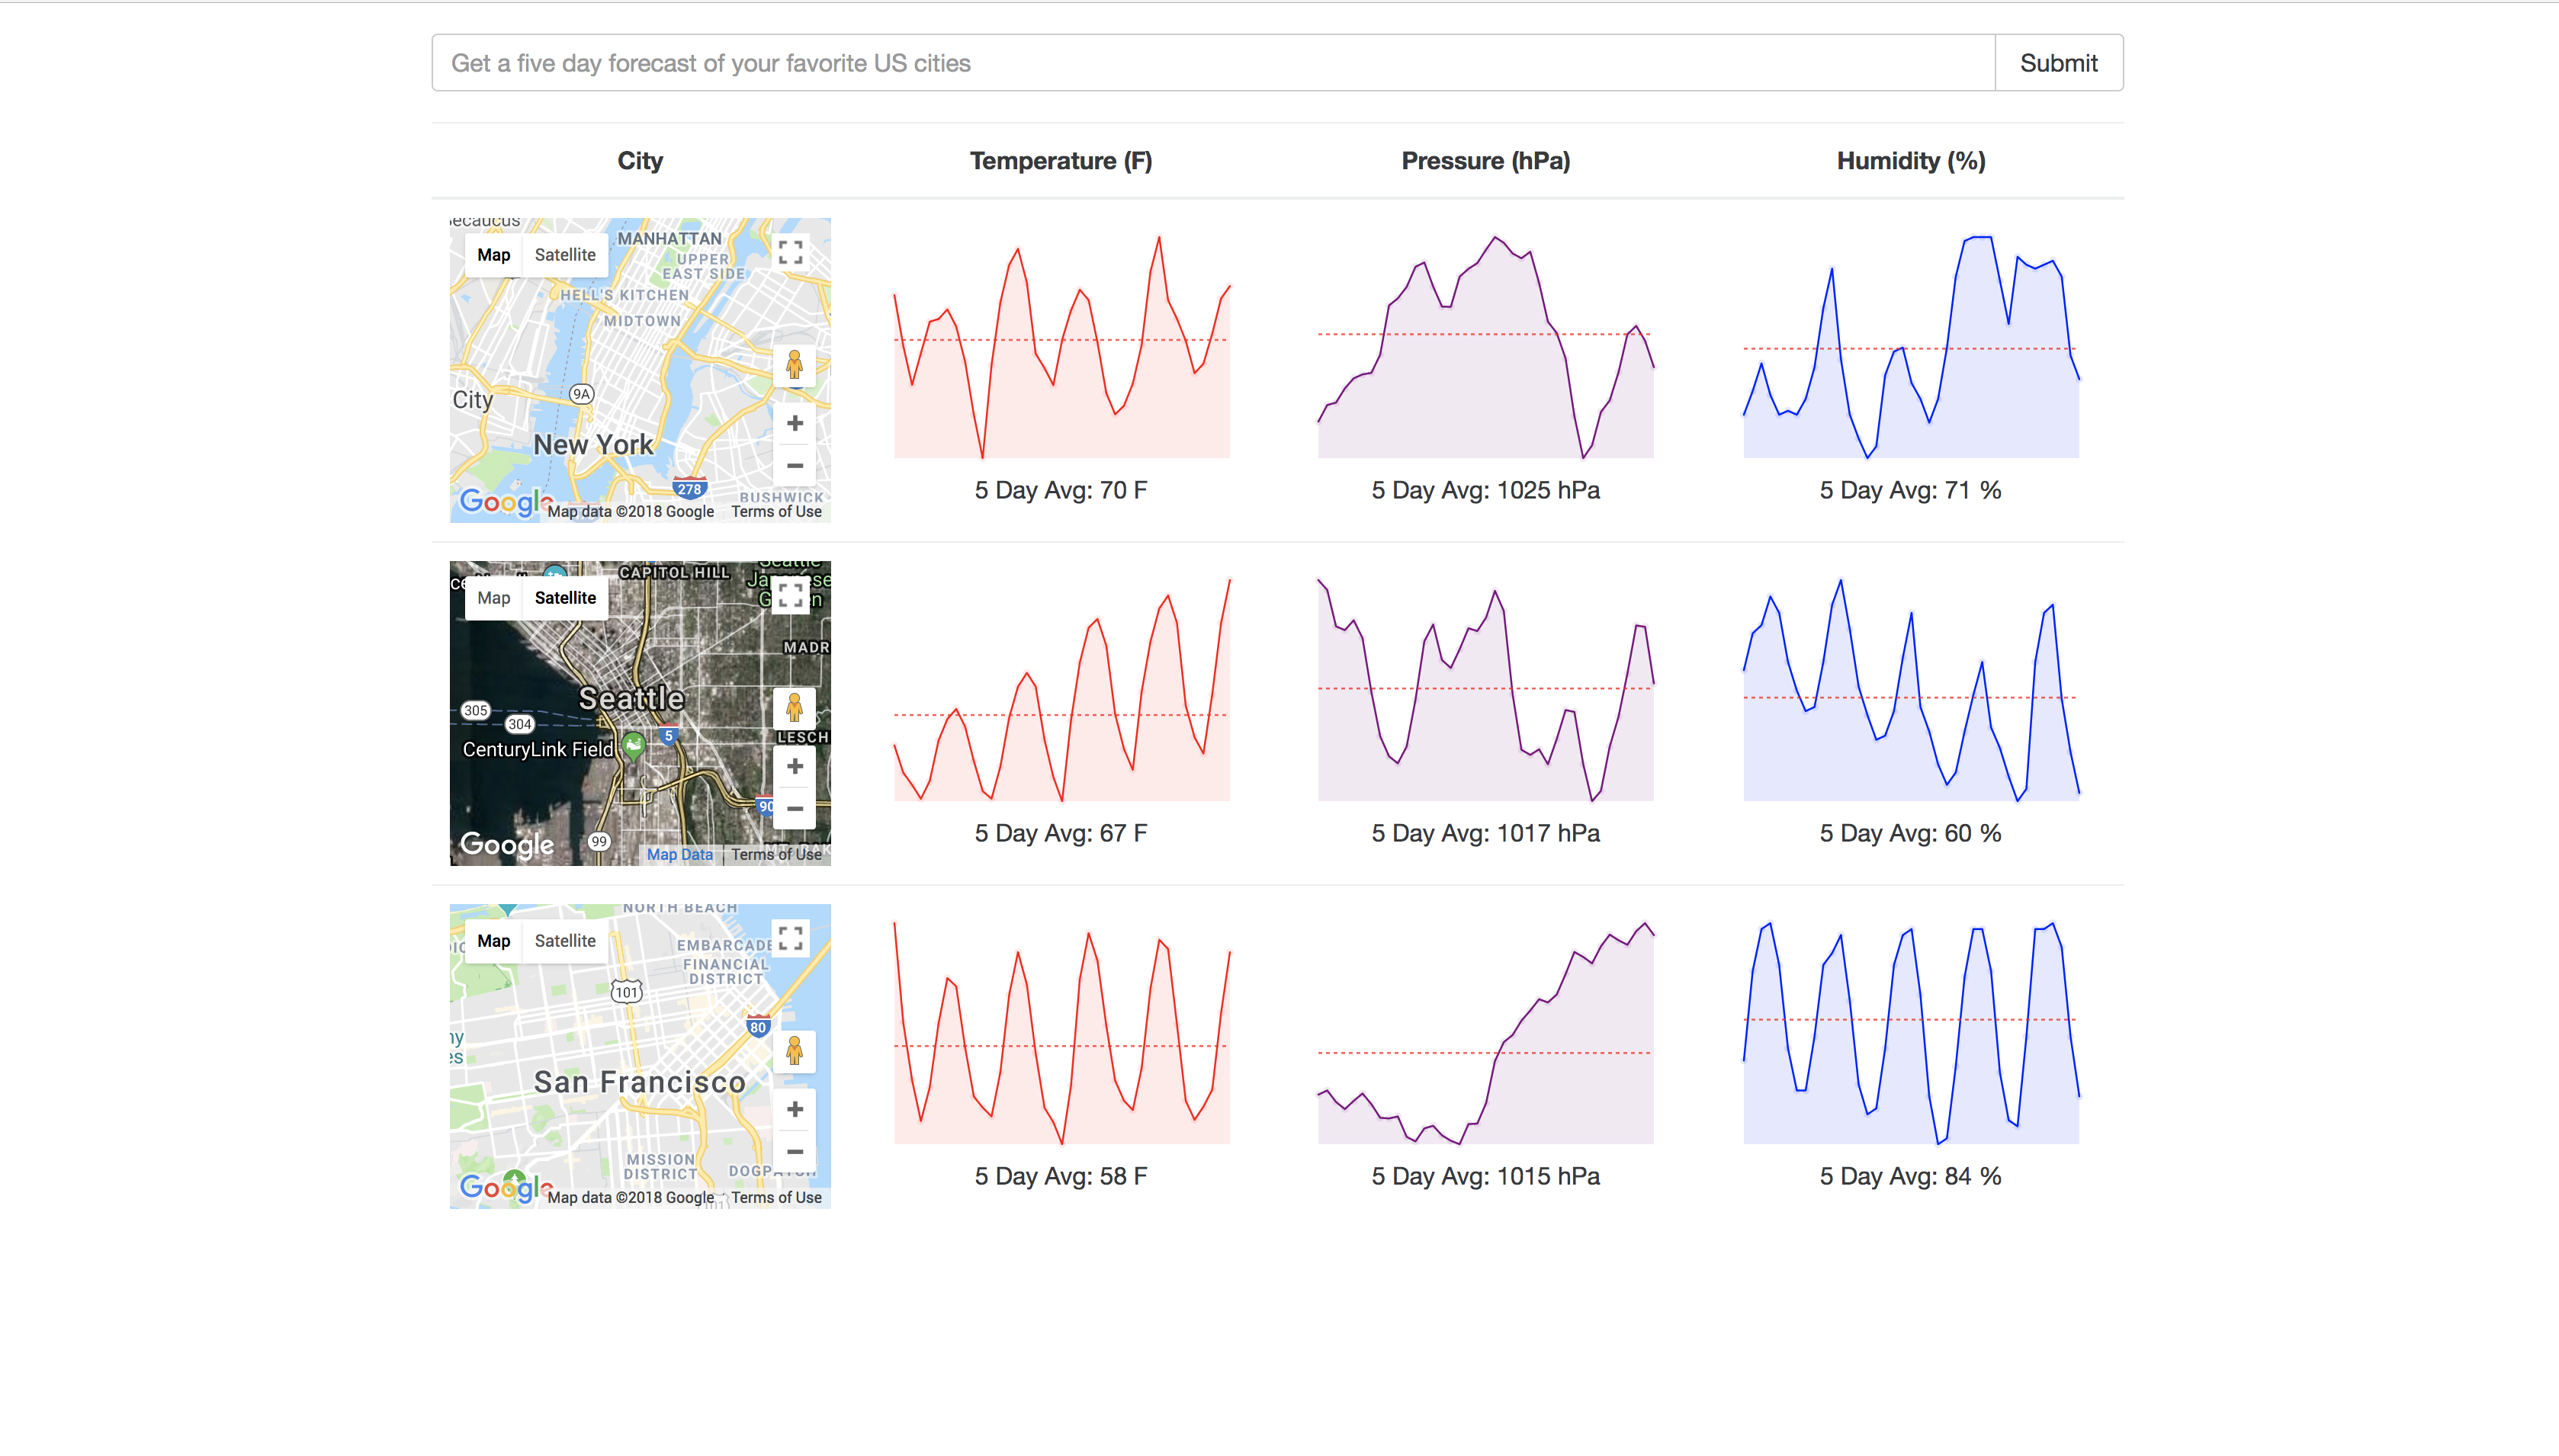 Get a five day forecast of your favorite US cities
Submit
City
Temperature (F)
Pressure (hPa)
Humidity (%)
Map
Satellite
MANHATTAN
UPPER
EAST SIDE
HELL'S KITCHEN
MIDTOWN
9A
City
New York
278
BUSHWICK
Google
Map data ©2018 Google
Terms of Use
5 Day Avg: 70 F
5 Day Avg: 1025 hPa
5 Day Avg: 71 %
CAPITOL HILL
Map
Satellite
MADR
Seattle
305
304
5
LESCH
CenturyLink Field
90
99
Google
Map Data
Terms of Use
5 Day Avg: 67 F
5 Day Avg: 1017 hPa
5 Day Avg: 60 %
NORTH BEACH
Map
Satellite
EMBARCADE
FINANCIAL
DISTRICT
101
80
San Francisco
MISSION
DISTRICT
Google
Map data ©2018 Google
Terms of Use
5 Day Avg: 58 F
5 Day Avg: 1015 hPa
5 Day Avg: 84 %